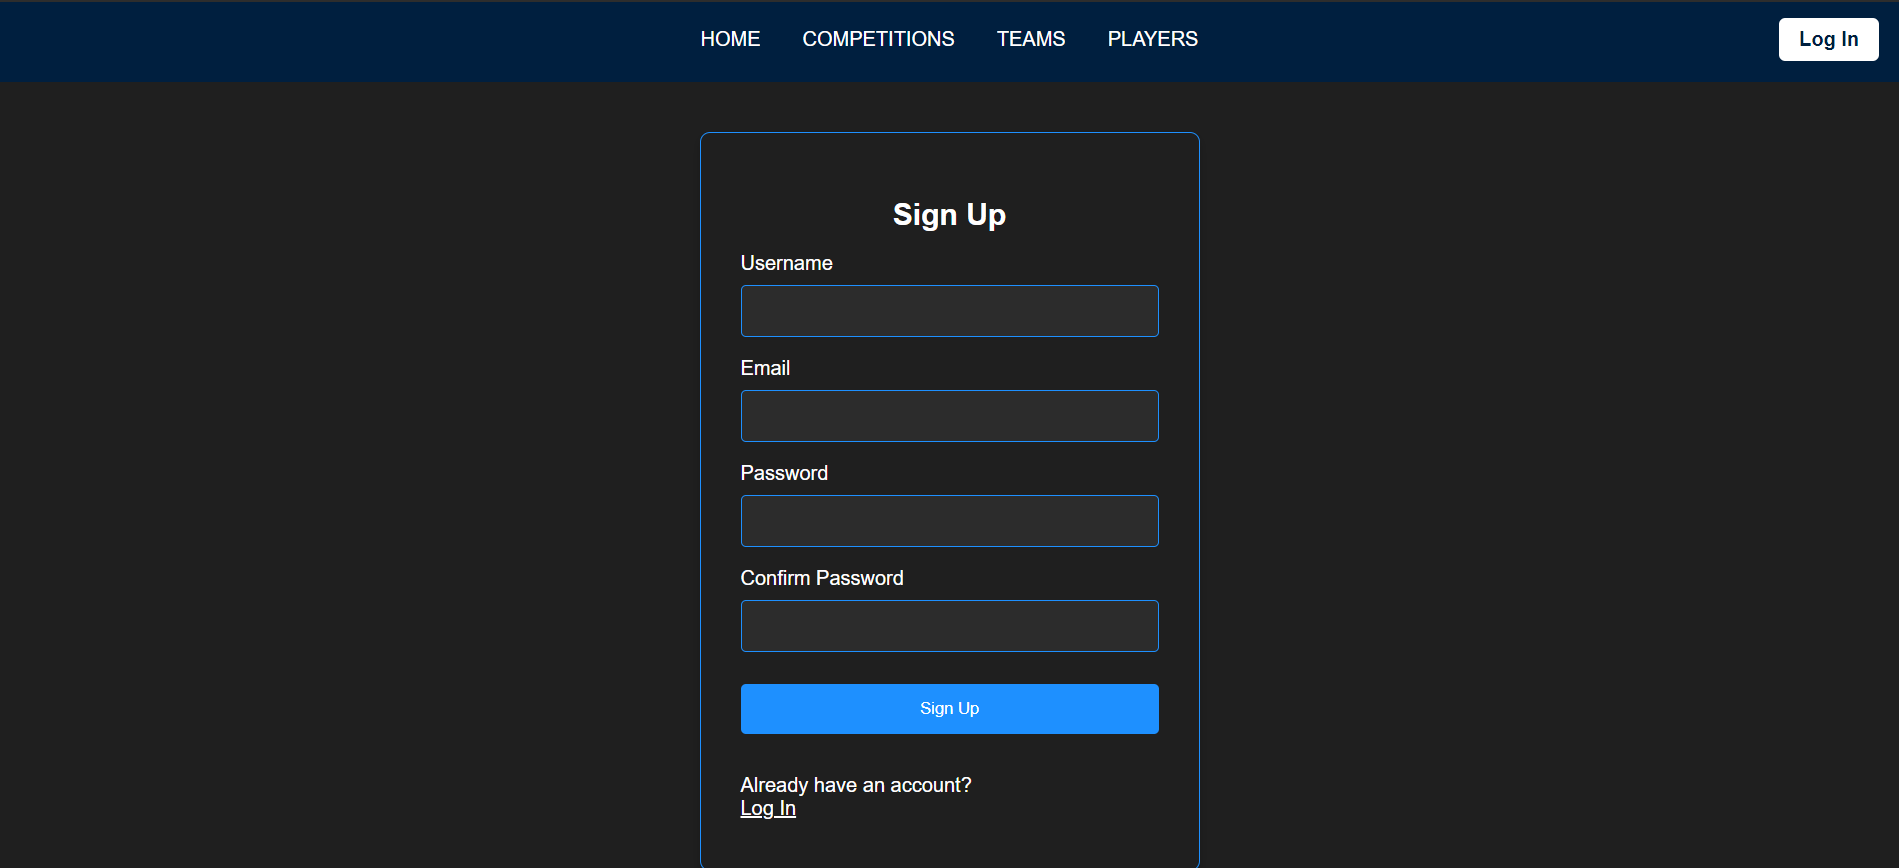 HOME COMPETITIONS TEAMS PLAYERS Log In
Sign Up
Username
Email
Password
Confirm Password
Sign Up
Already have an account?
Log In